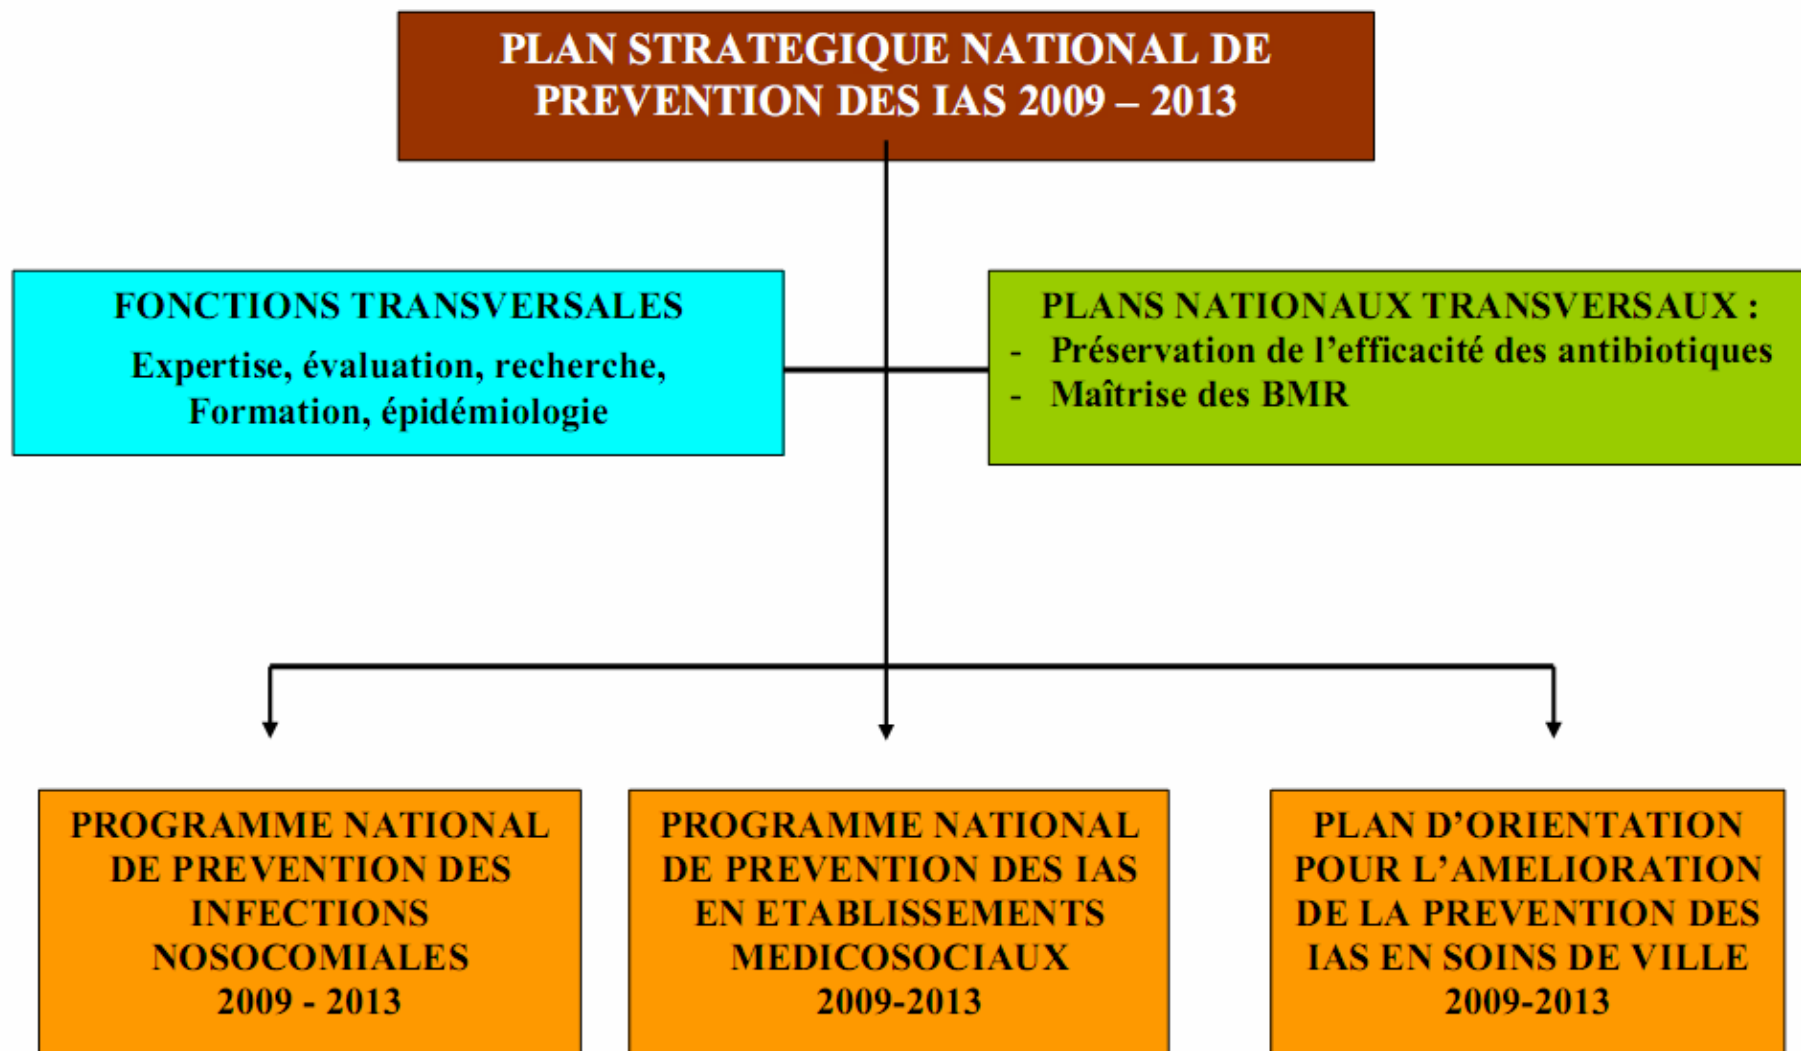 PLAN STRATEGIQUE NATIONAL DE
PREVENTION DES IAS 2009 – 2013
FONCTIONS TRANSVERSALES
Expertise, évaluation, recherche,
Formation, épidémiologie
PLANS NATIONAUX TRANSVERSAUX :
- Préservation de l’efficacité des antibiotiques
- Maîtrise des BMR
PROGRAMME NATIONAL
DE PREVENTION DES
INFECTIONS
NOSOCOMIALES
2009 - 2013
PROGRAMME NATIONAL
DE PREVENTION DES IAS
EN ETABLISSEMENTS
MEDICOSOCIAUX
2009-2013
PLAN D’ORIENTATION
POUR L’AMELIORATION
DE LA PREVENTION DES
IAS EN SOINS DE VILLE
2009-2013